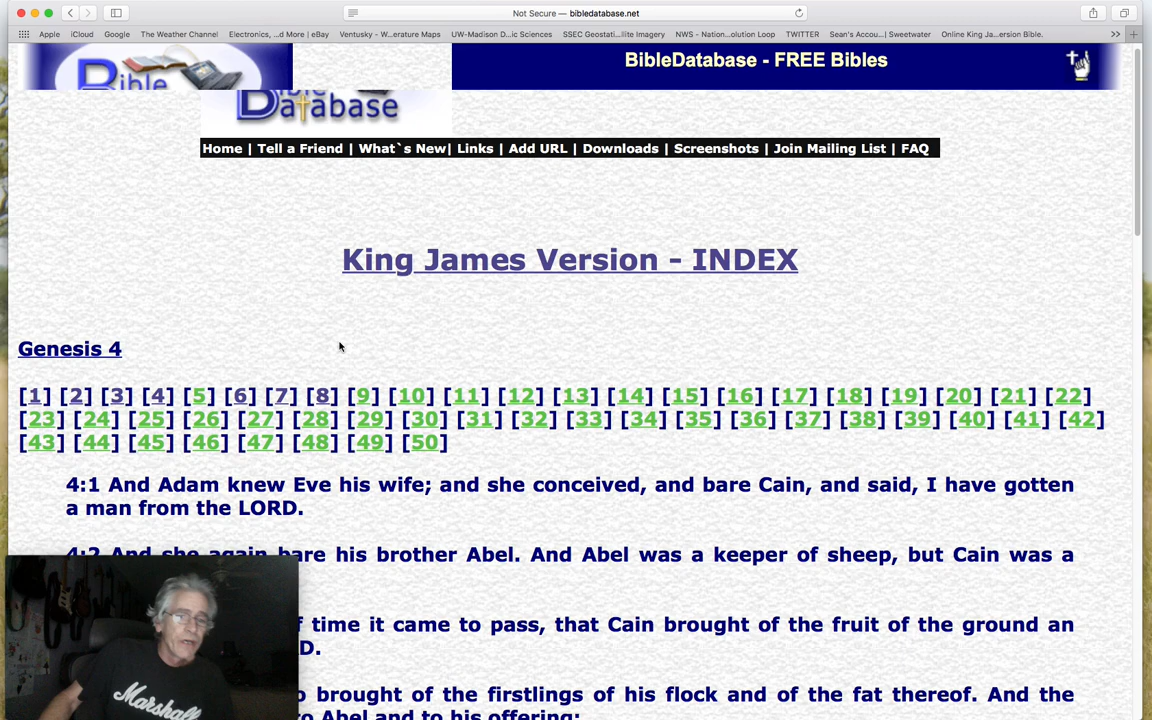 Not Secure — bibledatabase.net
Apple iCloud Google The Weather Channel Electronics, ...d More | eBay Ventusky - W...erature Maps UW-Madison D...ic Sciences SSEC Geostati...llite Imagery NWS - Nation...olution Loop TWITTER Sean's Accou... | Sweetwater Online King Ja...ersion Bible. >> +
Bible
BibleDatabase - FREE Bibles
Bible
Database
Home | Tell a Friend | What`s New| Links | Add URL | Downloads | Screenshots | Join Mailing List | FAQ
King James Version - INDEX
Genesis 4
[1] [2] [3] [4] [5] [6] [7] [8] [9] [10] [11] [12] [13] [14] [15] [16] [17] [18] [19] [20] [21] [22]
[23] [24] [25] [26] [27] [28] [29] [30] [31] [32] [33] [34] [35] [36] [37] [38] [39] [40] [41] [42]
[43] [44] [45] [46] [47] [48] [49] [50]
4:1 And Adam knew Eve his wife; and she conceived, and bare Cain, and said, I have gotten
a man from the LORD.
4:2 And she again bare his brother Abel. And Abel was a keeper of sheep, but Cain was a
time it came to pass, that Cain brought of the fruit of the ground an
D.
brought of the firstlings of his flock and of the fat thereof. And the
to Abel and to his offering:
Marshall